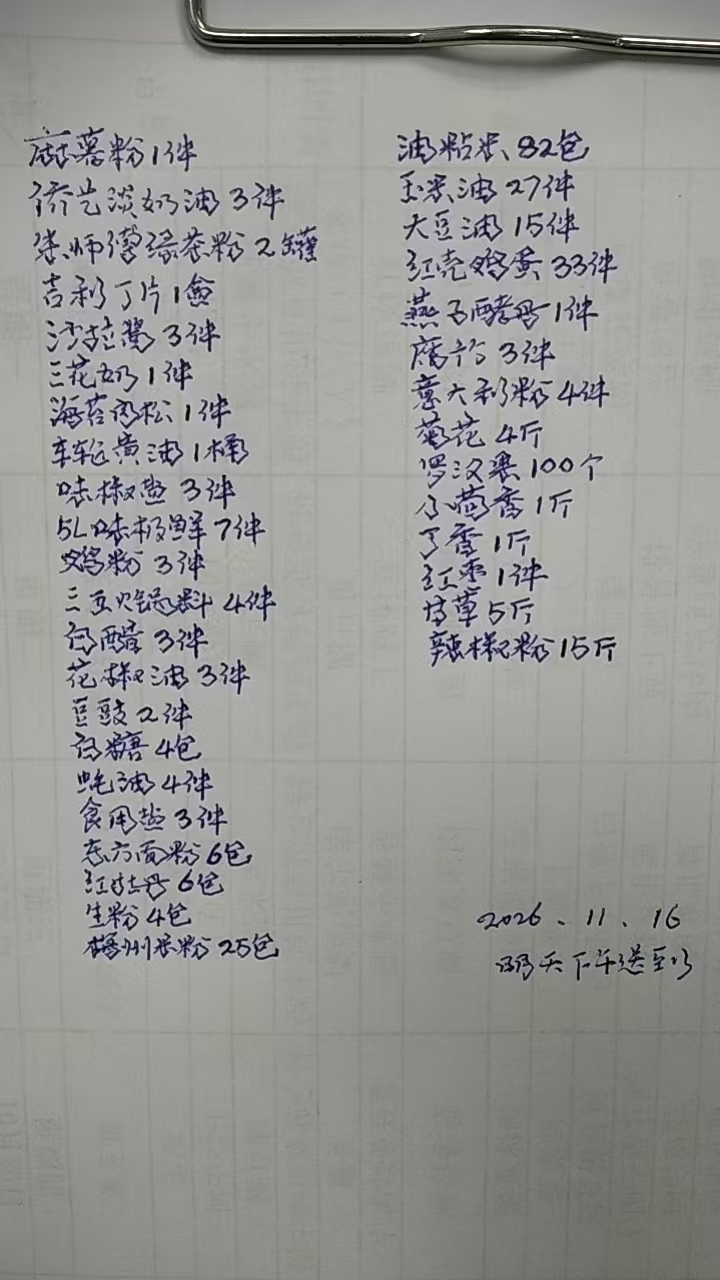 麻薯粉1件
侨艺淡奶油3件
柒师傅绿茶粉2罐
吉利丁片1盒
沙拉酱3件
三花奶1件
海苔肉松1件
车轮黄油1桶
味椒盐3件
5L味极鲜7件
鸡粉3件
三五火锅料4件
白醋3件
花椒油3件
豆豉2件
白糖4包
蚝油4件
食用盐3件
东方面粉6包
红牡丹6包
生粉4包
梧州米粉25包
油粘米、82包
玉米油27件
大豆油15件
红壳鸡蛋33件
燕子酵母1件
腐竹3件
意大利粉4件
菊花4斤
罗汉果100个
小茴香1斤
丁香1斤
红枣1件
甘草5斤
辣椒粉15斤
2026、11、16
明天下午送至